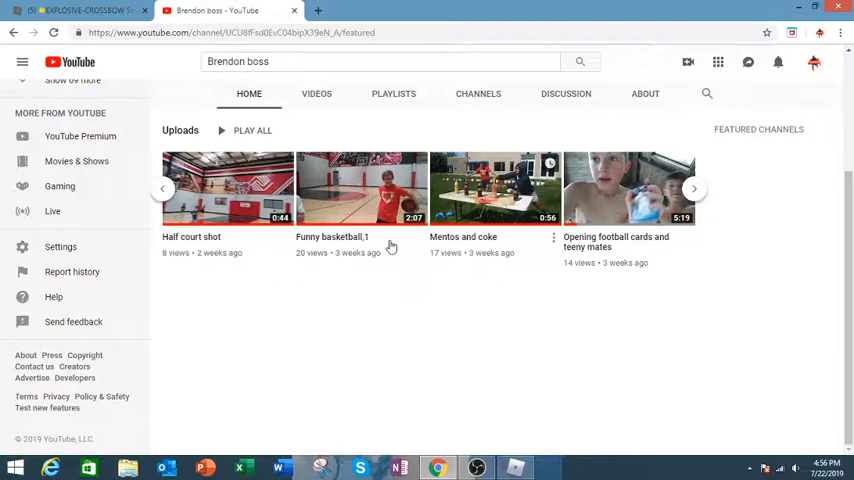 (5) 🟡EXPLOSIVE-CROSSBOW S
Brendon boss - YouTube
https://www.youtube.com/channel/UCU8fFsd0EvC04bipX39eN_A/featured
YouTube
Brendon boss
Show 69 more
HOME VIDEOS PLAYLISTS CHANNELS DISCUSSION ABOUT
MORE FROM YOUTUBE
YouTube Premium
Movies & Shows
Gaming
Live
Settings
Report history
Help
Send feedback
About Press Copyright
Contact us Creators
Advertise Developers
Terms Privacy Policy & Safety
Test new features
© 2019 YouTube, LLC
Uploads PLAY ALL
FEATURED CHANNELS
0:44
Half court shot
8 views • 2 weeks ago
2:07
Funny basketball,1
20 views • 3 weeks ago
0:56
Mentos and coke
17 views • 3 weeks ago
5:19
Opening football cards and
teeny mates
14 views • 3 weeks ago
4:56 PM
7/22/2019